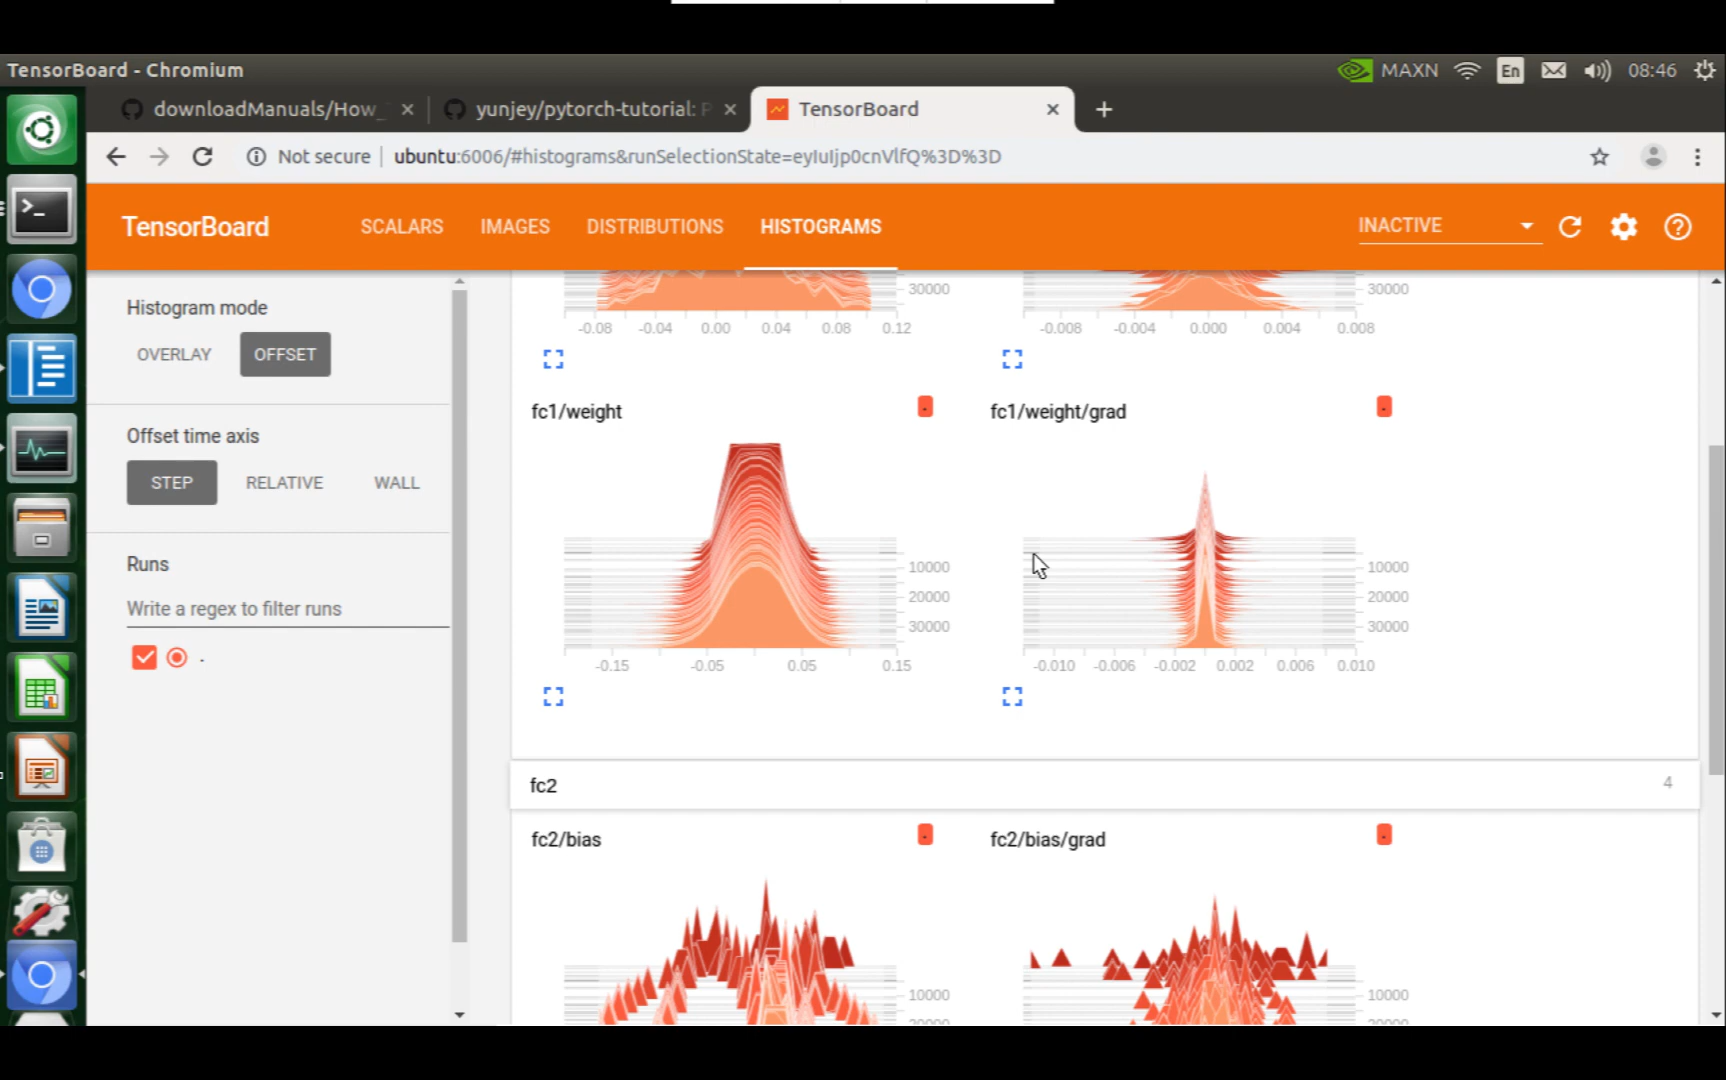 TensorBoard - Chromium
MAXN
En
08:46
downloadManuals/How_
yunjey/pytorch-tutorial: P
TensorBoard
Not secure
ubuntu:6006/#histograms&runSelectionState=eyIuIjp0cnVlfQ%3D%3D
TensorBoard
SCALARS
IMAGES
DISTRIBUTIONS
HISTOGRAMS
INACTIVE
Histogram mode
OVERLAY
OFFSET
Offset time axis
STEP
RELATIVE
WALL
Runs
Write a regex to filter runs
.
30000
-0.08 -0.04 0.00 0.04 0.08 0.12
30000
-0.008 -0.004 0.000 0.004 0.008
fc1/weight
10000
20000
30000
-0.15 -0.05 0.05 0.15
fc1/weight/grad
10000
20000
30000
-0.010 -0.006 -0.002 0.002 0.006 0.010
fc2
4
fc2/bias
10000
20000
fc2/bias/grad
10000
20000